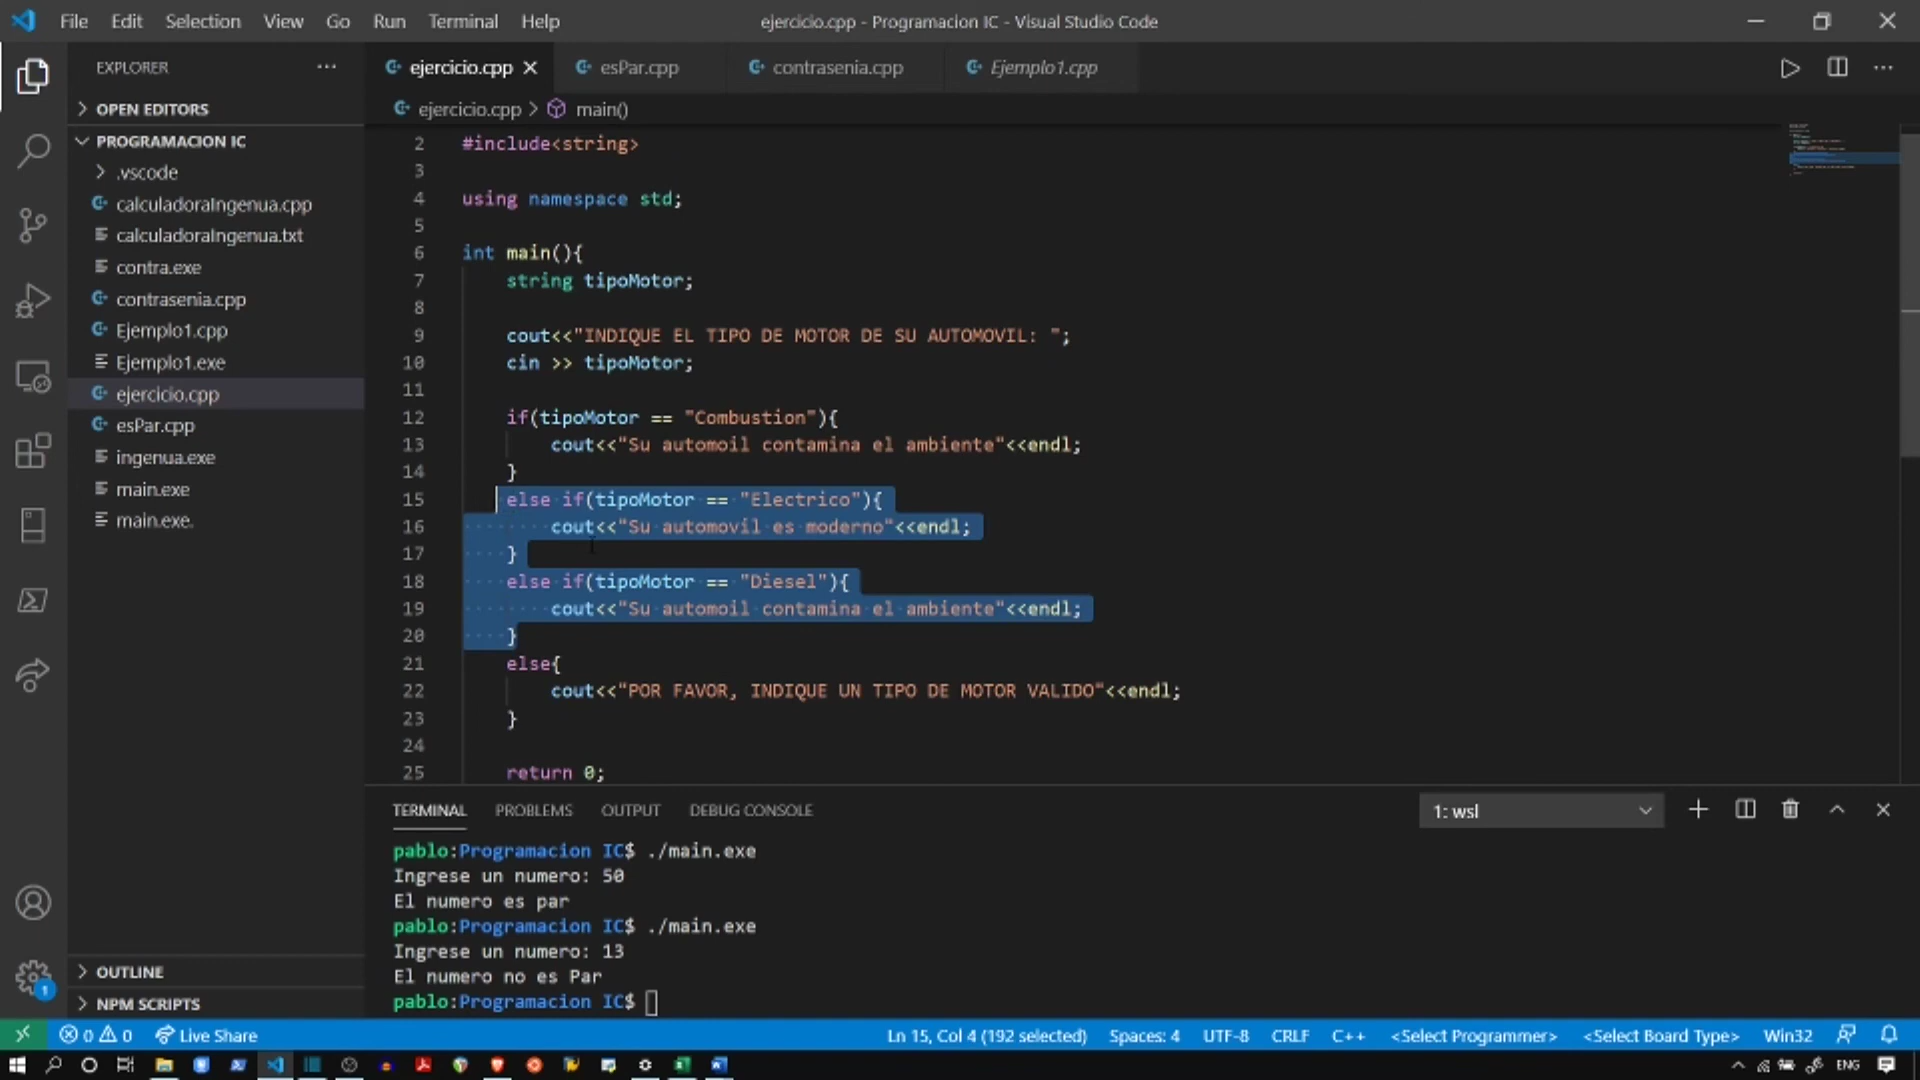 File Edit Selection View Go Run Terminal Help
ejercicio.cpp - Programacion IC - Visual Studio Code
EXPLORER
OPEN EDITORS
PROGRAMACION IC
.vscode
calculadoraIngenua.cpp
calculadoraIngenua.txt
contra.exe
contrasenia.cpp
Ejemplo1.cpp
Ejemplo1.exe
ejercicio.cpp
esPar.cpp
ingenua.exe
main.exe
main.exe.
OUTLINE
NPM SCRIPTS
ejercicio.cpp esPar.cpp contrasenia.cpp Ejemplo1.cpp
ejercicio.cpp > main()
2 #include<string>
3
4 using namespace std;
5
6 int main(){
7 string tipoMotor;
8
9 cout<<"INDIQUE EL TIPO DE MOTOR DE SU AUTOMOVIL: ";
10 cin >> tipoMotor;
11
12 if(tipoMotor == "Combustion"){
13 cout<<"Su automoil contamina el ambiente"<<endl;
14 }
15 else if(tipoMotor == "Electrico"){
16 cout<<"Su automovil es moderno"<<endl;
17 }
18 else if(tipoMotor == "Diesel"){
19 cout<<"Su automoil contamina el ambiente"<<endl;
20 }
21 else{
22 cout<<"POR FAVOR, INDIQUE UN TIPO DE MOTOR VALIDO"<<endl;
23 }
24
25 return 0;
TERMINAL PROBLEMS OUTPUT DEBUG CONSOLE
1: wsl
pablo:Programacion IC$ ./main.exe
Ingrese un numero: 50
El numero es par
pablo:Programacion IC$ ./main.exe
Ingrese un numero: 13
El numero no es Par
pablo:Programacion IC$
0 0 Live Share
Ln 15, Col 4 (192 selected) Spaces: 4 UTF-8 CRLF C++ <Select Programmer> <Select Board Type> Win32
1
ENG